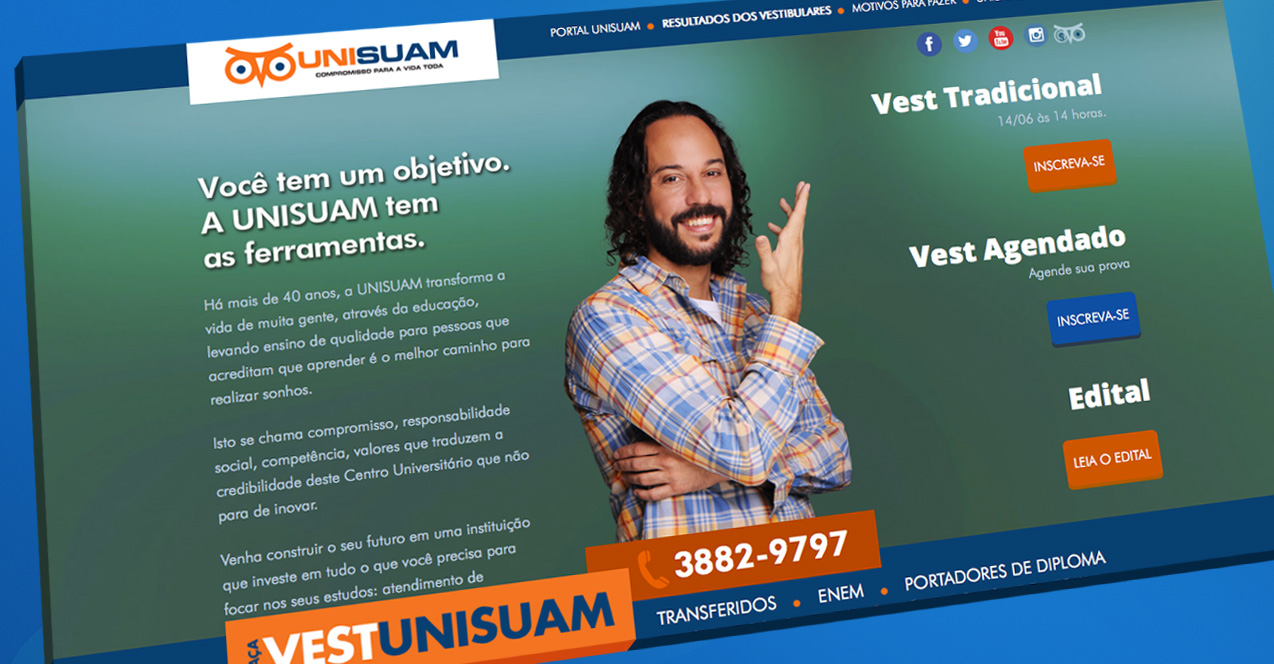 UNISUAM
COMPROMISSO PARA A VIDA TODA
PORTAL UNISUAM • RESULTADOS DOS VESTIBULARES • MOTIVOS PARA FAZER •
You
Tube
Vest Tradicional
14/06 às 14 horas.
INSCREVA-SE
Vest Agendado
Agende sua prova
INSCREVA-SE
Edital
LEIA O EDITAL
Você tem um objetivo.
A UNISUAM tem
as ferramentas.
Há mais de 40 anos, a UNISUAM transforma a
vida de muita gente, através da educação,
levando ensino de qualidade para pessoas que
acreditam que aprender é o melhor caminho para
realizar sonhos.
Isto se chama compromisso, responsabilidade
social, competência, valores que traduzem a
credibilidade deste Centro Universitário que não
para de inovar.
Venha construir o seu futuro em uma instituição
que investe em tudo o que você precisa para
focar nos seus estudos: atendimento de
3882-9797
VESTUNISUAM
TRANSFERIDOS • ENEM • PORTADORES DE DIPLOMA